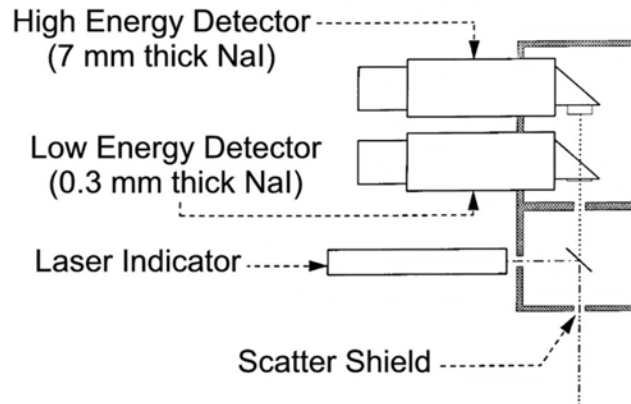 High Energy Detector
(7 mm thick NaI)
Low Energy Detector
(0.3 mm thick NaI)
Laser Indicator
Scatter Shield